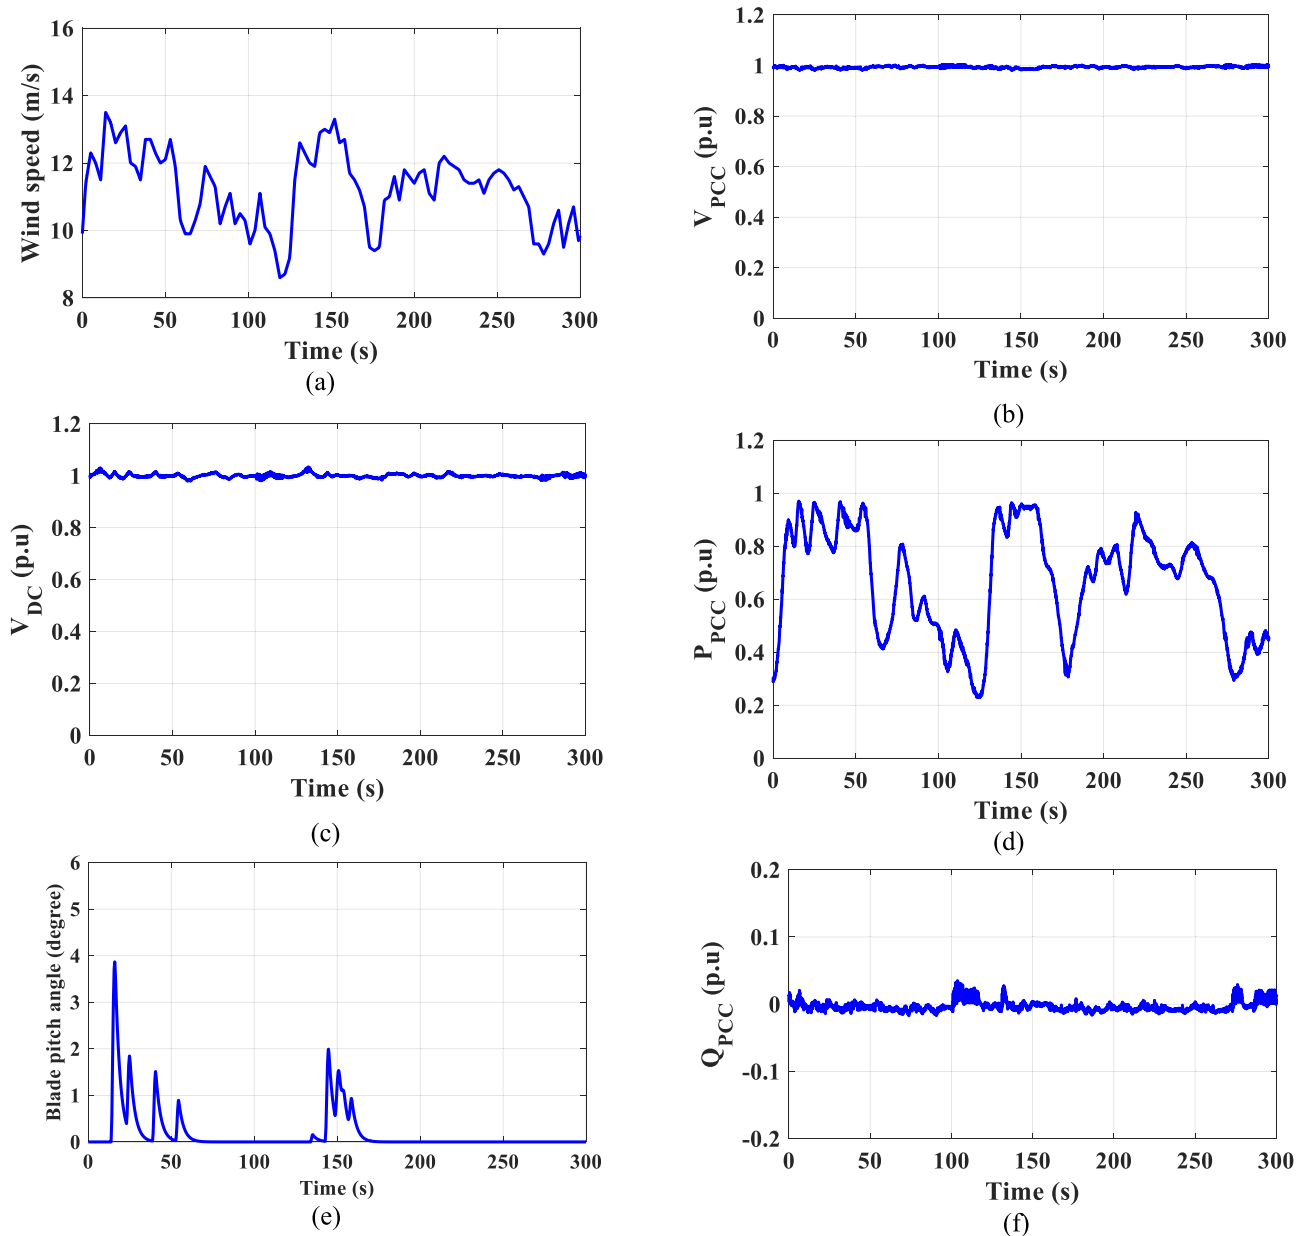 16
14
12
10
8
Wind speed (m/s)
0 50 100 150 200 250 300
Time (s)
(a)
1.2
1
0.8
0.6
0.4
0.2
0
V_PCC (p.u)
0 50 100 150 200 250 300
Time (s)
(b)
1.2
1
0.8
0.6
0.4
0.2
0
V_DC (p.u)
0 50 100 150 200 250 300
Time (s)
(c)
1.2
1
0.8
0.6
0.4
0.2
0
P_PCC (p.u)
0 50 100 150 200 250 300
Time (s)
(d)
6
5
4
3
2
1
0
Blade pitch angle (degree)
0 50 100 150 200 250 300
Time (s)
(e)
0.2
0.1
0
-0.1
-0.2
Q_PCC (p.u)
0 50 100 150 200 250 300
Time (s)
(f)